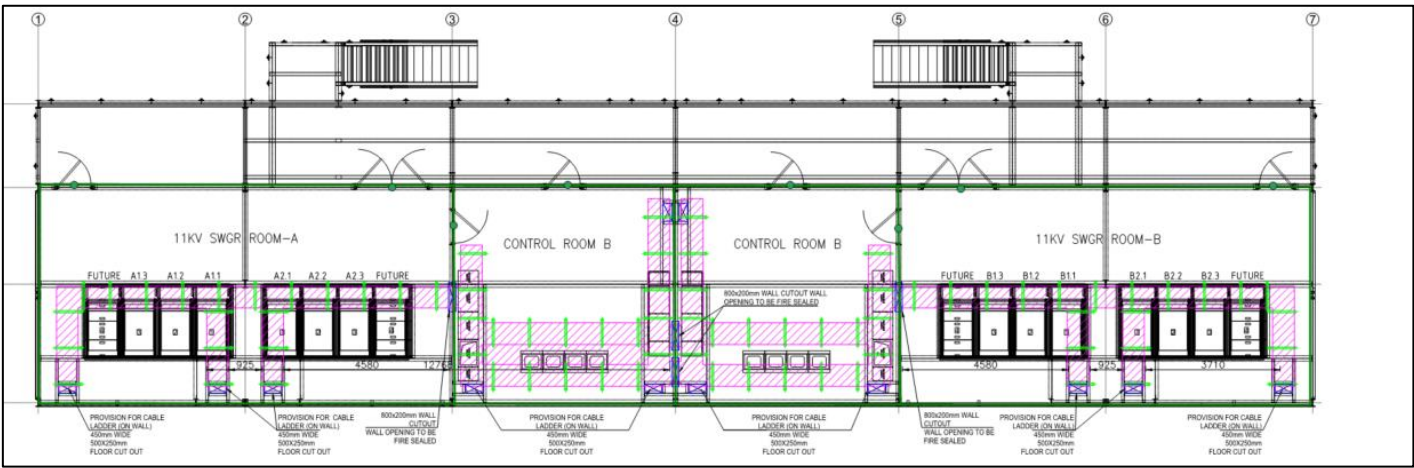 1 2 3 4 5 6 7
11KV SWGR ROOM-A
CONTROL ROOM B
CONTROL ROOM B
11KV SWGR ROOM-B
FUTURE A1.3 A1.2 A1.1 A2.1 A2.2 A2.3 FUTURE
800x200mm WALL CUTOUT WALL
OPENING TO BE FIRE SEALED
FUTURE B1.3 B1.2 B1.1 B2.1 B2.2 B2.3 FUTURE
925 4580
4580 925 3710
PROVISION FOR CABLE
LADDER (ON WALL)
450mm WIDE
500X250mm
FLOOR CUT OUT
PROVISION FOR CABLE
LADDER (ON WALL)
450mm WIDE
500X250mm
FLOOR CUT OUT
800x200mm WALL
CUTOUT
WALL OPENING TO BE
FIRE SEALED
PROVISION FOR CABLE
LADDER (ON WALL)
450mm WIDE
500X250mm
FLOOR CUT OUT
PROVISION FOR CABLE
LADDER (ON WALL)
450mm WIDE
500X250mm
FLOOR CUT OUT
800x200mm WALL
CUTOUT
WALL OPENING TO BE
FIRE SEALED
PROVISION FOR CABLE
LADDER (ON WALL)
450mm WIDE
500X250mm
FLOOR CUT OUT
PROVISION FOR CABLE
LADDER (ON WALL)
450mm WIDE
500X250mm
FLOOR CUT OUT